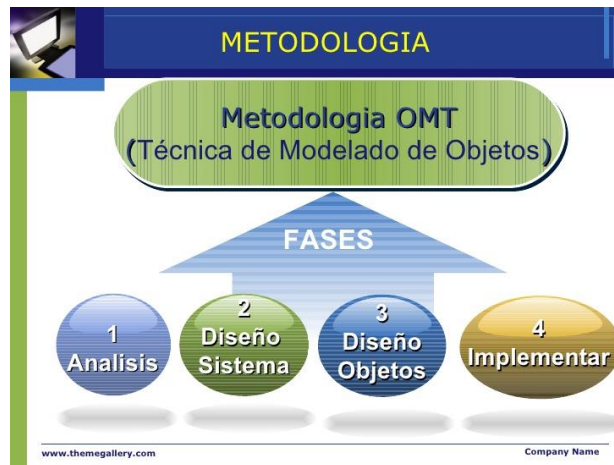 METODOLOGIA
Metodologia OMT
(Técnica de Modelado de Objetos)
FASES
1
Analisis
2
Diseño
Sistema
3
Diseño
Objetos
4
Implementar
www.themegallery.com
Company Name